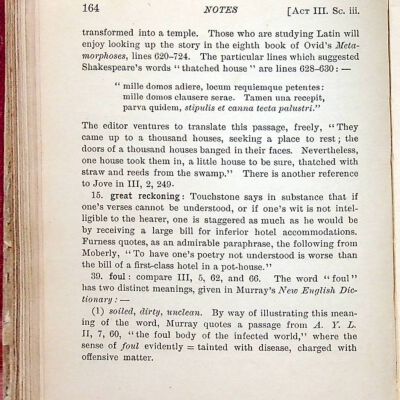 164 NOTES [ACT III. Sc. iii.
transformed into a temple. Those who are studying Latin will
enjoy looking up the story in the eighth book of Ovid's Meta-
morphoses, lines 620–724. The particular lines which suggested
Shakespeare's words "thatched house" are lines 628–630: —
"mille domos adiere, locum requiemque petentes:
mille domos clausere serae. Tamen una recepit,
parva quidem, stipulis et canna tecta palustri."
The editor ventures to translate this passage, freely, "They
came up to a thousand houses, seeking a place to rest; the
doors of a thousand houses banged in their faces. Nevertheless,
one house took them in, a little house to be sure, thatched with
straw and reeds from the swamp." There is another reference
to Jove in III, 2, 249.
15. great reckoning: Touchstone says in substance that if
one's verses cannot be understood, or if one's wit is not intel-
ligible to the hearer, one is staggered as much as he would be
by receiving a large bill for inferior hotel accommodations.
Furness quotes, as an admirable paraphrase, the following from
Moberly, "To have one's poetry not understood is worse than
the bill of a first-class hotel in a pot-house."
39. foul: compare III, 5, 62, and 66. The word "foul"
has two distinct meanings, given in Murray's New English Dic-
tionary: —
(1) soiled, dirty, unclean. By way of illustrating this mean-
ing of the word, Murray quotes a passage from A. Y. L.
II, 7, 60, "the foul body of the infected world," where the
sense of foul evidently = tainted with disease, charged with
offensive matter.